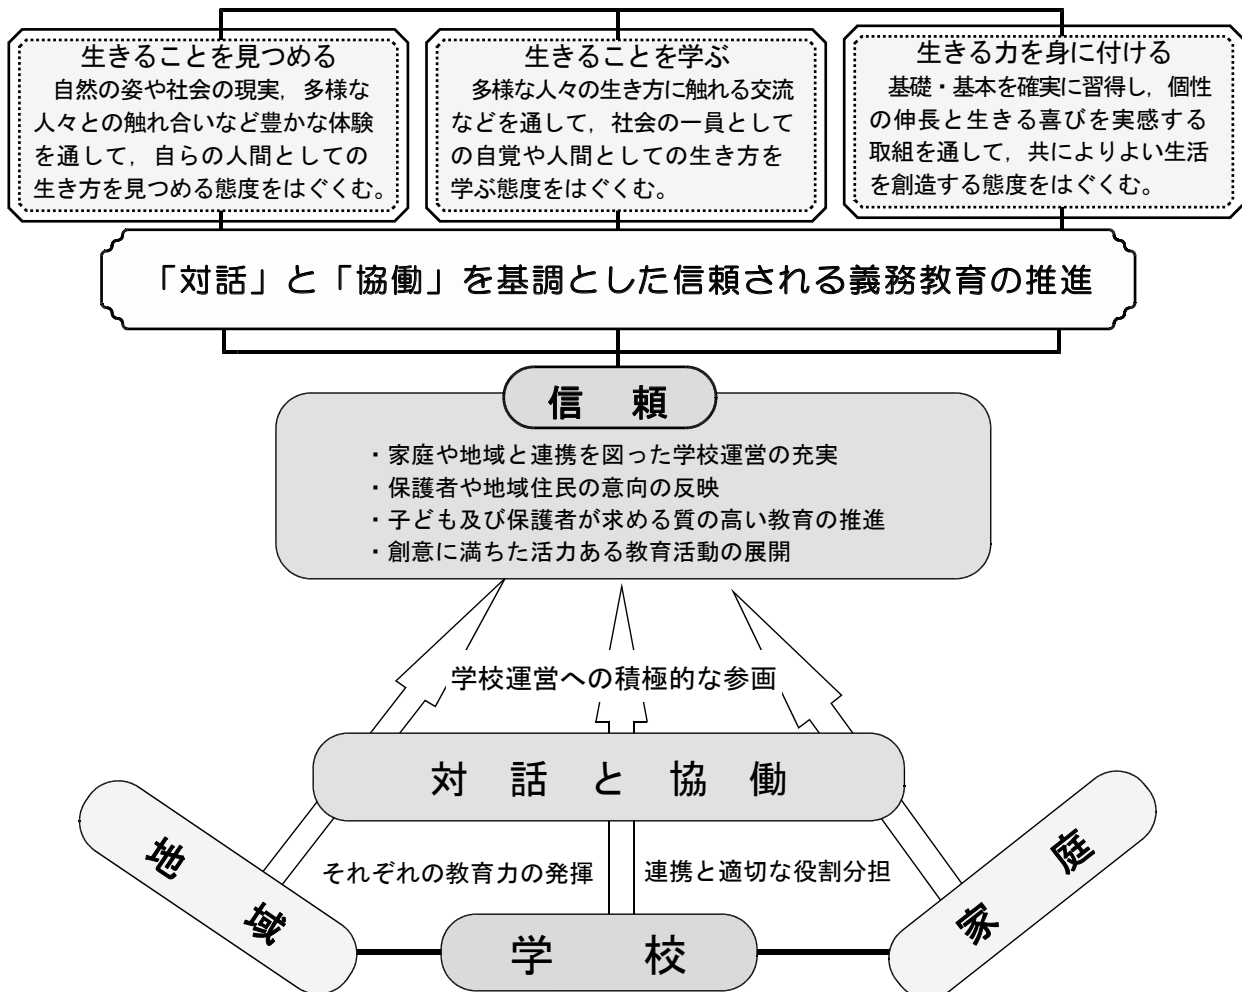 生きることを見つめる
自然の姿や社会の現実，多様な
人々との触れ合いなど豊かな体験
を通して，自らの人間としての
生き方を見つめる態度をはぐくむ。
生きることを学ぶ
多様な人々の生き方に触れる交流
などを通して，社会の一員として
の自覚や人間としての生き方を
学ぶ態度をはぐくむ。
生きる力を身に付ける
基礎・基本を確実に習得し，個性
の伸長と生きる喜びを実感する
取組を通して，共によりよい生活
を創造する態度をはぐくむ。
「対話」と「協働」を基調とした信頼される義務教育の推進
信　頼
・家庭や地域と連携を図った学校運営の充実
・保護者や地域住民の意向の反映
・子ども及び保護者が求める質の高い教育の推進
・創意に満ちた活力ある教育活動の展開
学校運営への積極的な参画
対　話　と　協　働
地　域
それぞれの教育力の発揮
連携と適切な役割分担
家　庭
学　校